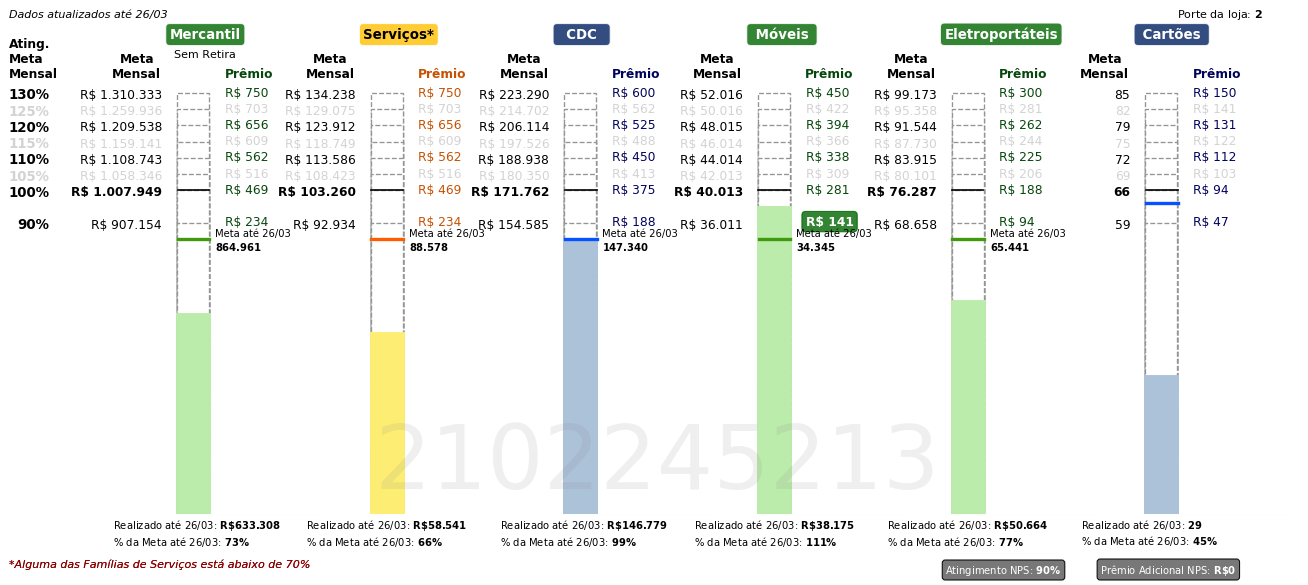 Dados atualizados até 26/03
Porte da loja: 2
Mercantil Serviços* CDC Móveis Eletroportáteis Cartões
Sem Retira
Ating. Meta Mensal
Meta Mensal Prêmio Meta Mensal Prêmio Meta Mensal Prêmio Meta Mensal Prêmio Meta Mensal Prêmio Meta Mensal Prêmio
130% R$ 1.310.333 R$ 750 R$ 134.238 R$ 750 R$ 223.290 R$ 600 R$ 52.016 R$ 450 R$ 99.173 R$ 300 85 R$ 150
125% R$ 1.259.936 R$ 703 R$ 129.075 R$ 703 R$ 214.702 R$ 562 R$ 50.016 R$ 422 R$ 95.358 R$ 281 82 R$ 141
120% R$ 1.209.538 R$ 656 R$ 123.912 R$ 656 R$ 206.114 R$ 525 R$ 48.015 R$ 394 R$ 91.544 R$ 262 79 R$ 131
115% R$ 1.159.141 R$ 609 R$ 118.749 R$ 609 R$ 197.526 R$ 488 R$ 46.014 R$ 366 R$ 87.730 R$ 244 75 R$ 122
110% R$ 1.108.743 R$ 562 R$ 113.586 R$ 562 R$ 188.938 R$ 450 R$ 44.014 R$ 338 R$ 83.915 R$ 225 72 R$ 112
105% R$ 1.058.346 R$ 516 R$ 108.423 R$ 516 R$ 180.350 R$ 413 R$ 42.013 R$ 309 R$ 80.101 R$ 206 69 R$ 103
100% R$ 1.007.949 R$ 469 R$ 103.260 R$ 469 R$ 171.762 R$ 375 R$ 40.013 R$ 281 R$ 76.287 R$ 188 66 R$ 94
90% R$ 907.154 R$ 234 R$ 92.934 R$ 234 R$ 154.585 R$ 188 R$ 36.011 R$ 141 R$ 68.658 R$ 94 59 R$ 47
Meta até 26/03 Meta até 26/03 Meta até 26/03 Meta até 26/03 Meta até 26/03
864.961 88.578 147.340 34.345 65.441
2102245213
Realizado até 26/03: R$633.308 Realizado até 26/03: R$58.541 Realizado até 26/03: R$146.779 Realizado até 26/03: R$38.175 Realizado até 26/03: R$50.664 Realizado até 26/03: 29
% da Meta até 26/03: 73% % da Meta até 26/03: 66% % da Meta até 26/03: 99% % da Meta até 26/03: 111% % da Meta até 26/03: 77% % da Meta até 26/03: 45%
*Alguma das Famílias de Serviços está abaixo de 70%
Atingimento NPS: 90% Prêmio Adicional NPS: R$0